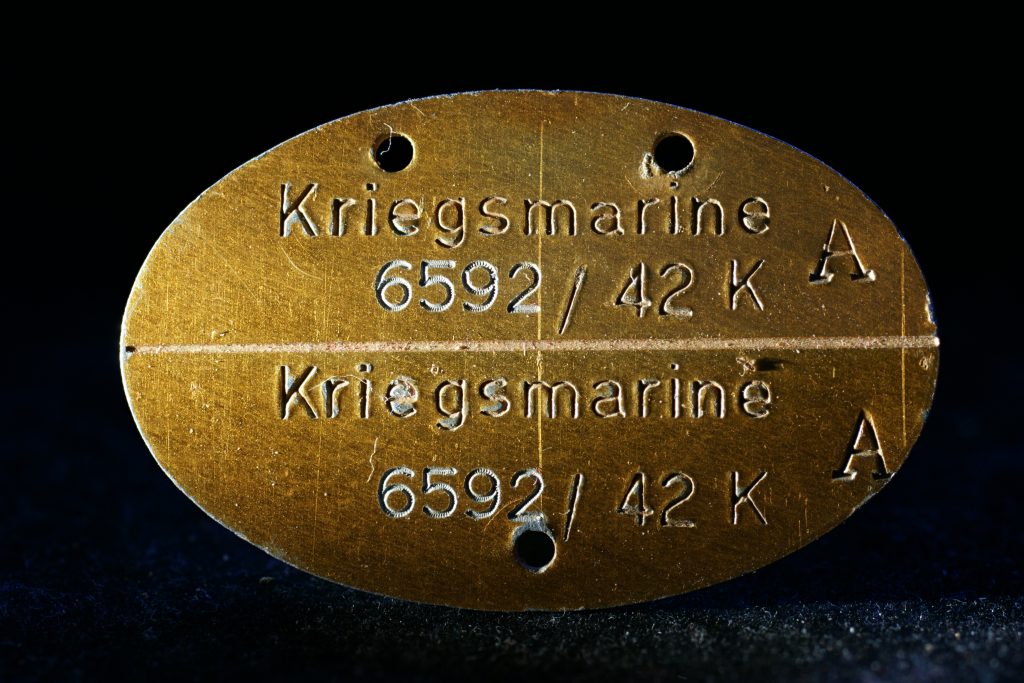 Kriegsmarine
6592 / 42 K A
Kriegsmarine
6592 / 42 K A